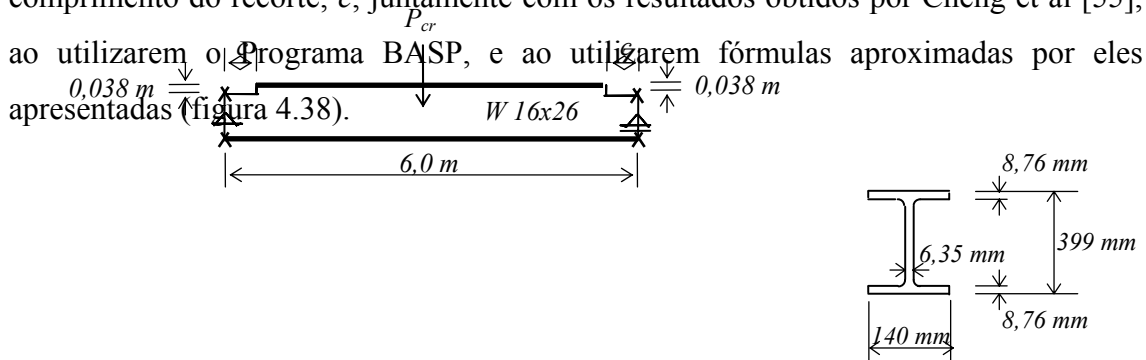 comprimento do recorte, c, juntamente com os resultados obtidos por Cheng et al [55],
P_cr
ao utilizarem o Programa BASP, e ao utilizarem fórmulas aproximadas por eles
c c
0,038 m 0,038 m
apresentadas (figura 4.38).
W 16x26
6,0 m
8,76 mm
399 mm
6,35 mm
8,76 mm
140 mm